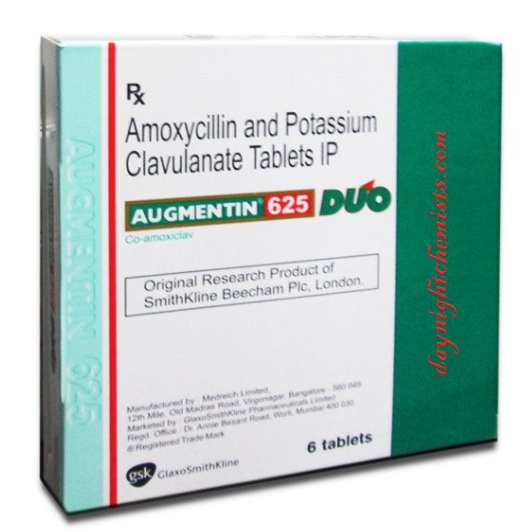 Rx
Amoxycillin and Potassium
Clavulanate Tablets IP
AUGMENTIN® 625 DUO
Co-amoxiclav
Original Research Product of
SmithKline Beecham Plc, London.
Manufactured by : Medreich Limited,
12th Mile, Old Madras Road, Virgonagar, Bangalore - 560 049.
Marketed by : GlaxoSmithKline Pharmaceuticals Limited
Regd. Office : Dr. Annie Besant Road, Worli, Mumbai 400 030.
® Registered Trade Mark
6 tablets
gsk GlaxoSmithKline
AUGMENTIN 625
daynightchemists.com